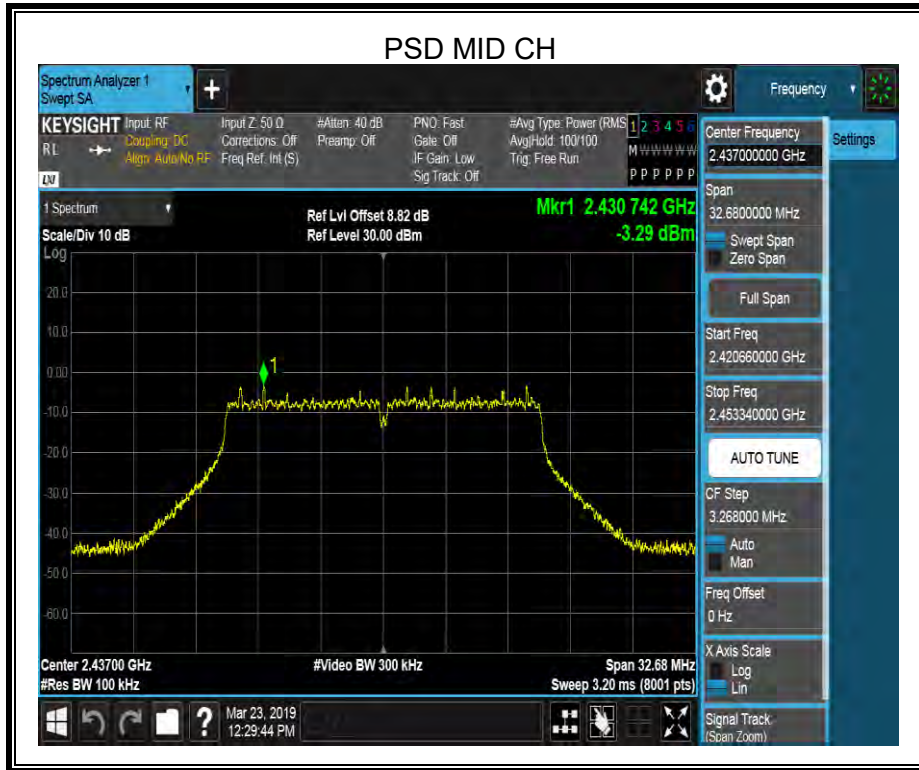 PSD MID CH
Spectrum Analyzer 1
Swept SA
+
Frequency
KEYSIGHT
RL
LXI
Input: RF
Coupling: DC
Align: Auto/No RF
Input Z: 50 Ω
Corrections: Off
Freq Ref: Int (S)
#Atten: 40 dB
Preamp: Off
PNO: Fast
Gate: Off
IF Gain: Low
Sig Track: Off
#Avg Type: Power (RMS
Avg|Hold: 100/100
Trig: Free Run
1 2 3 4 5 6
M W W W W W
P P P P P P
Center Frequency
2.437000000 GHz
Settings
Span
32.6800000 MHz
Swept Span
Zero Span
Full Span
Start Freq
2.420660000 GHz
Stop Freq
2.453340000 GHz
AUTO TUNE
CF Step
3.268000 MHz
Auto
Man
Freq Offset
0 Hz
X Axis Scale
Log
Lin
Signal Track
(Span Zoom)
1 Spectrum
Scale/Div 10 dB
Log
Ref Lvl Offset 8.82 dB
Ref Level 30.00 dBm
Mkr1 2.430 742 GHz
-3.29 dBm
20.0
10.0
0.00
-10.0
-20.0
-30.0
-40.0
-50.0
-60.0
1
Center 2.43700 GHz
#Res BW 100 kHz
#Video BW 300 kHz
Span 32.68 MHz
Sweep 3.20 ms (8001 pts)
?
Mar 23, 2019
12:29:44 PM